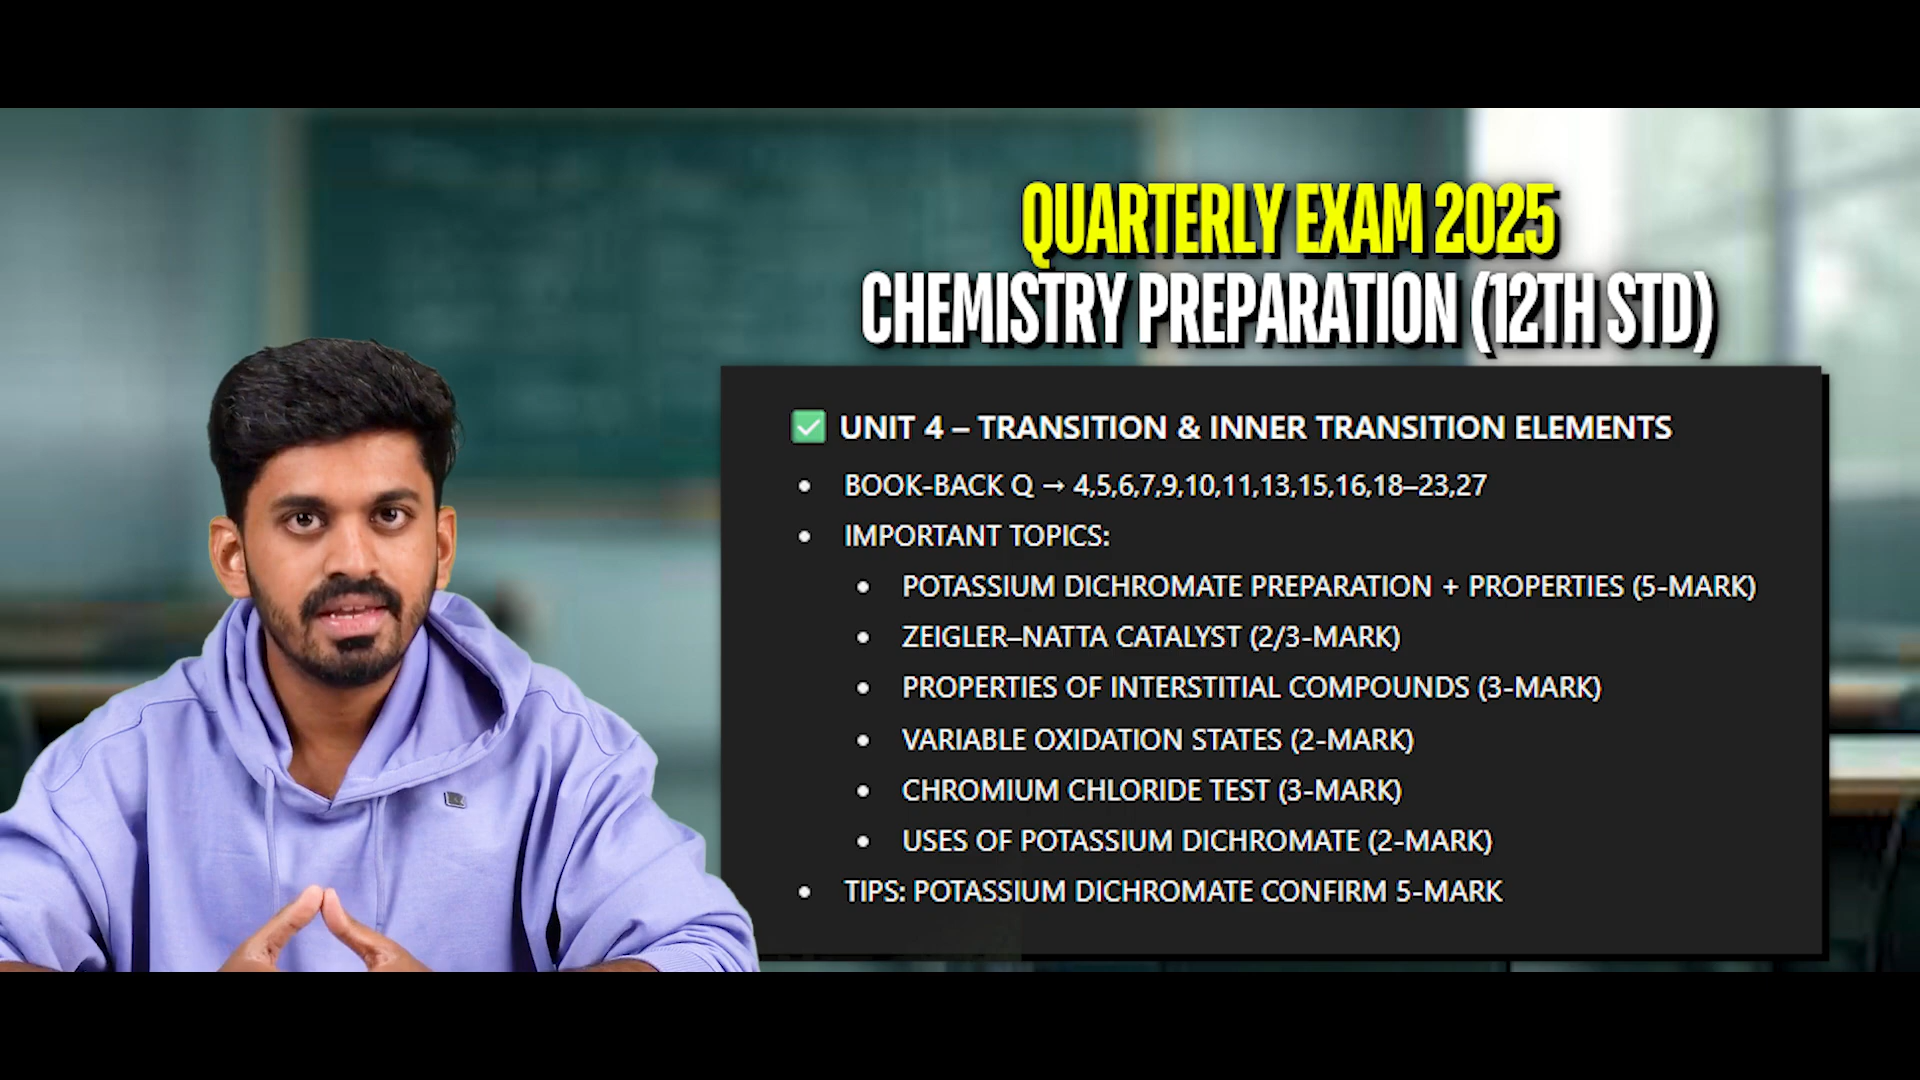 QUARTERLY EXAM 2025
CHEMISTRY PREPARATION (12TH STD)
✅ UNIT 4 – TRANSITION & INNER TRANSITION ELEMENTS
• BOOK-BACK Q → 4,5,6,7,9,10,11,13,15,16,18–23,27
• IMPORTANT TOPICS:
• POTASSIUM DICHROMATE PREPARATION + PROPERTIES (5-MARK)
• ZEIGLER–NATTA CATALYST (2/3-MARK)
• PROPERTIES OF INTERSTITIAL COMPOUNDS (3-MARK)
• VARIABLE OXIDATION STATES (2-MARK)
• CHROMIUM CHLORIDE TEST (3-MARK)
• USES OF POTASSIUM DICHROMATE (2-MARK)
• TIPS: POTASSIUM DICHROMATE CONFIRM 5-MARK